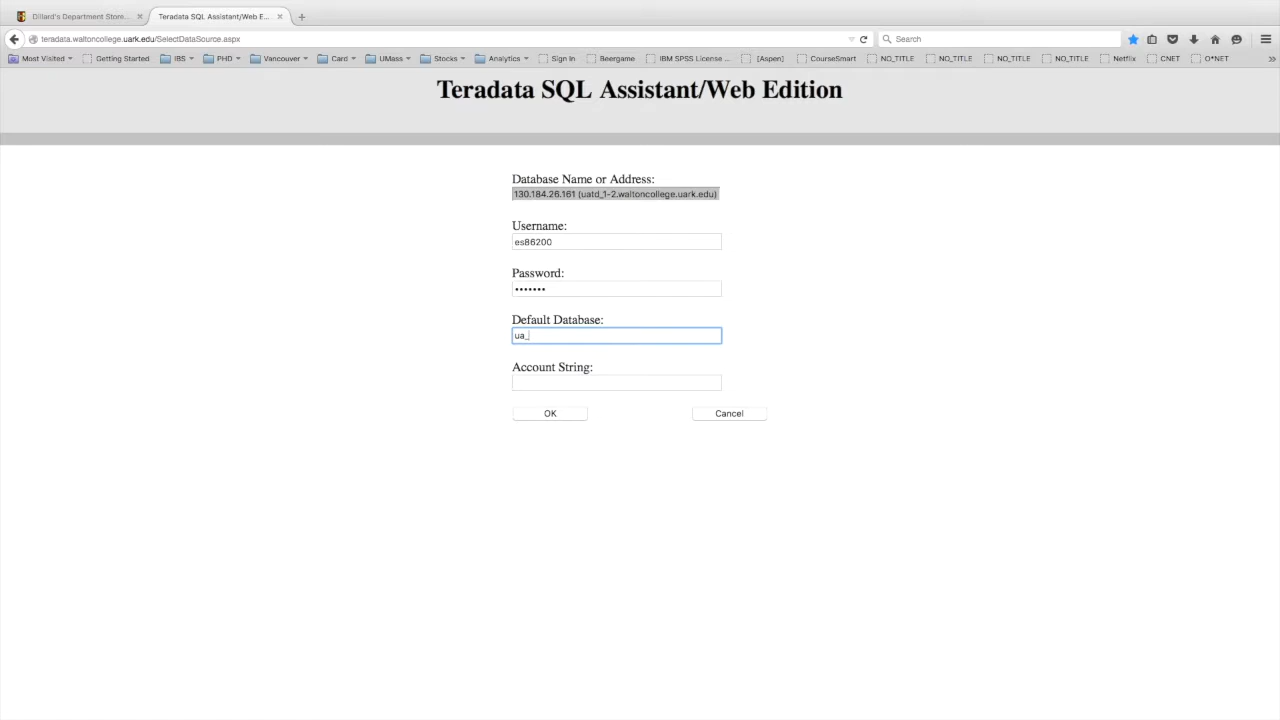 Dillard's Department Store...
Teradata SQL Assistant/Web E...
teradata.waltoncollege.uark.edu/SelectDataSource.aspx
Search
Most Visited Getting Started IBS PHD Vancouver Card UMass Stocks Analytics Sign In Beergame IBM SPSS License ... [Aspen] CourseSmart NO_TITLE NO_TITLE NO_TITLE NO_TITLE Netflix CNET O*NET
Teradata SQL Assistant/Web Edition
Database Name or Address:
130.184.26.161 (uatd_1-2.waltoncollege.uark.edu)
Username:
es86200
Password:
•••••••
Default Database:
ua_
Account String:
OK Cancel